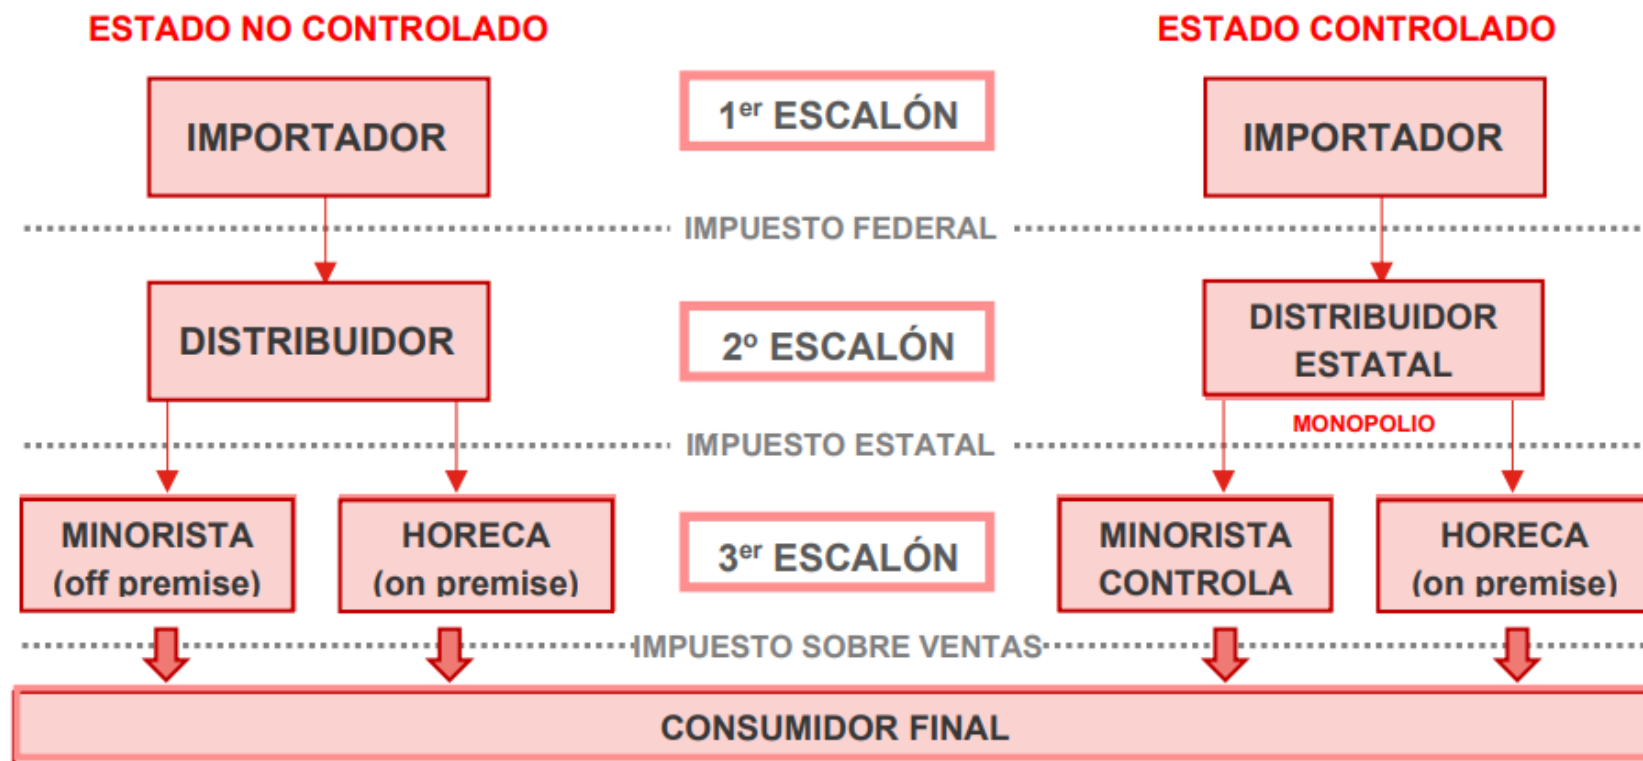 ESTADO NO CONTROLADO
ESTADO CONTROLADO
IMPORTADOR
1er ESCALÓN
IMPORTADOR
IMPUESTO FEDERAL
DISTRIBUIDOR
2º ESCALÓN
DISTRIBUIDOR
ESTATAL
MONOPOLIO
IMPUESTO ESTATAL
MINORISTA
(off premise)
HORECA
(on premise)
3er ESCALÓN
MINORISTA
CONTROLA
HORECA
(on premise)
IMPUESTO SOBRE VENTAS
CONSUMIDOR FINAL